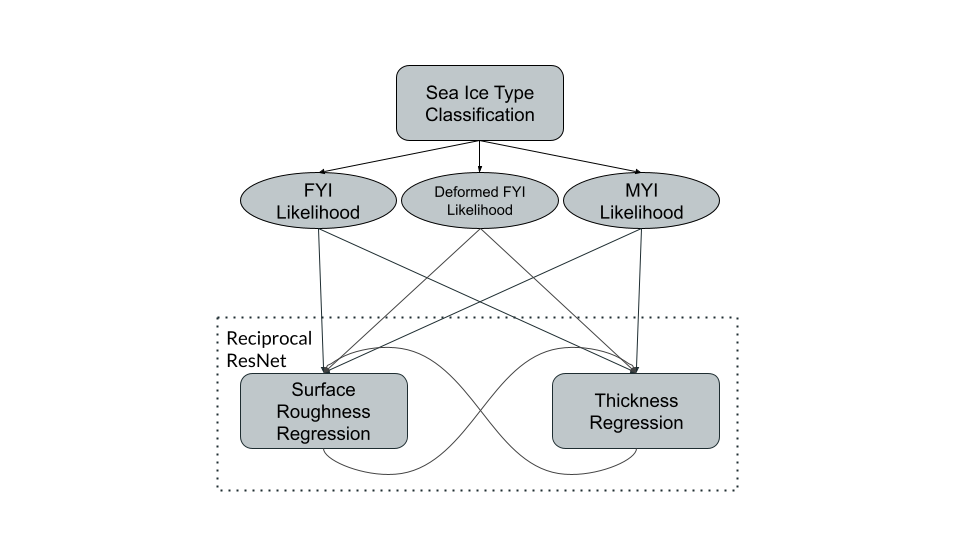 Sea Ice Type
Classification
FYI
Likelihood
Deformed FYI
Likelihood
MYI
Likelihood
Reciprocal
ResNet
Surface
Roughness
Regression
Thickness
Regression